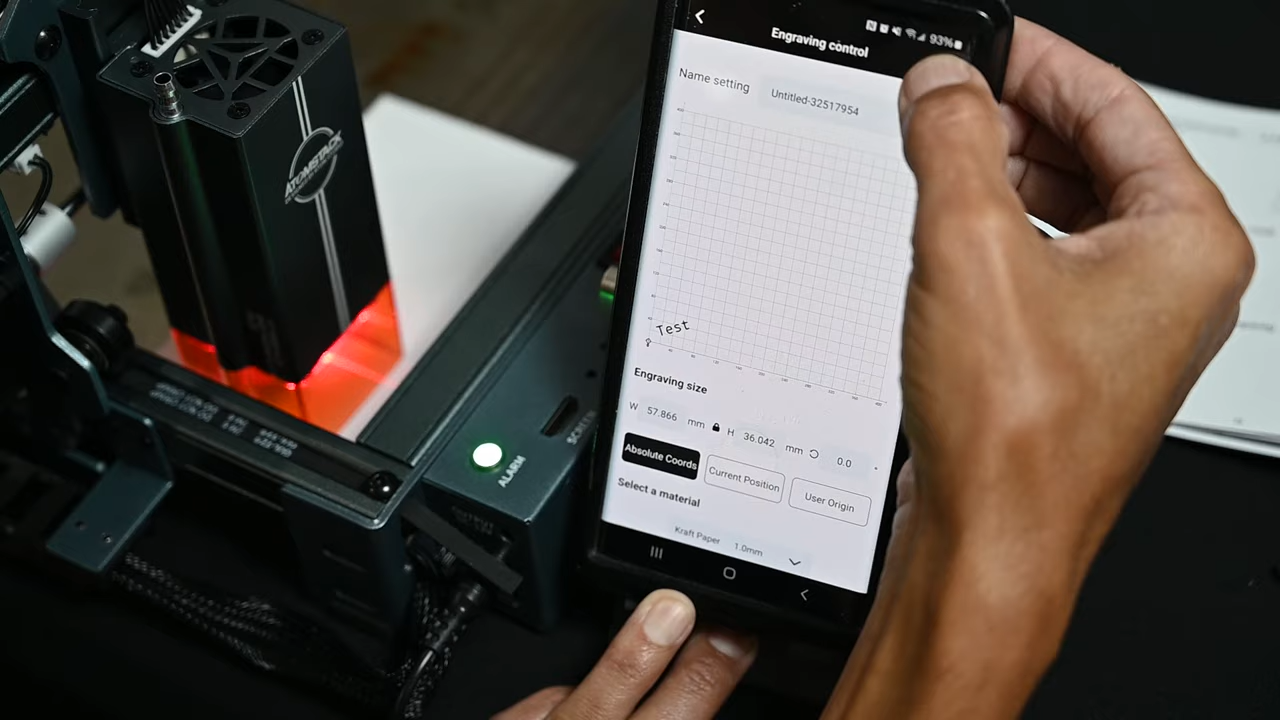 93%
Engraving control
Name setting
Untitled-32517954
ATOMSTACK
Test
Engraving size
W 57.866 mm H 36.042 mm 0.0
Absolute Coords
Current Position
User Origin
Select a material
Kraft Paper 1.0mm
ALARM
SCREEN